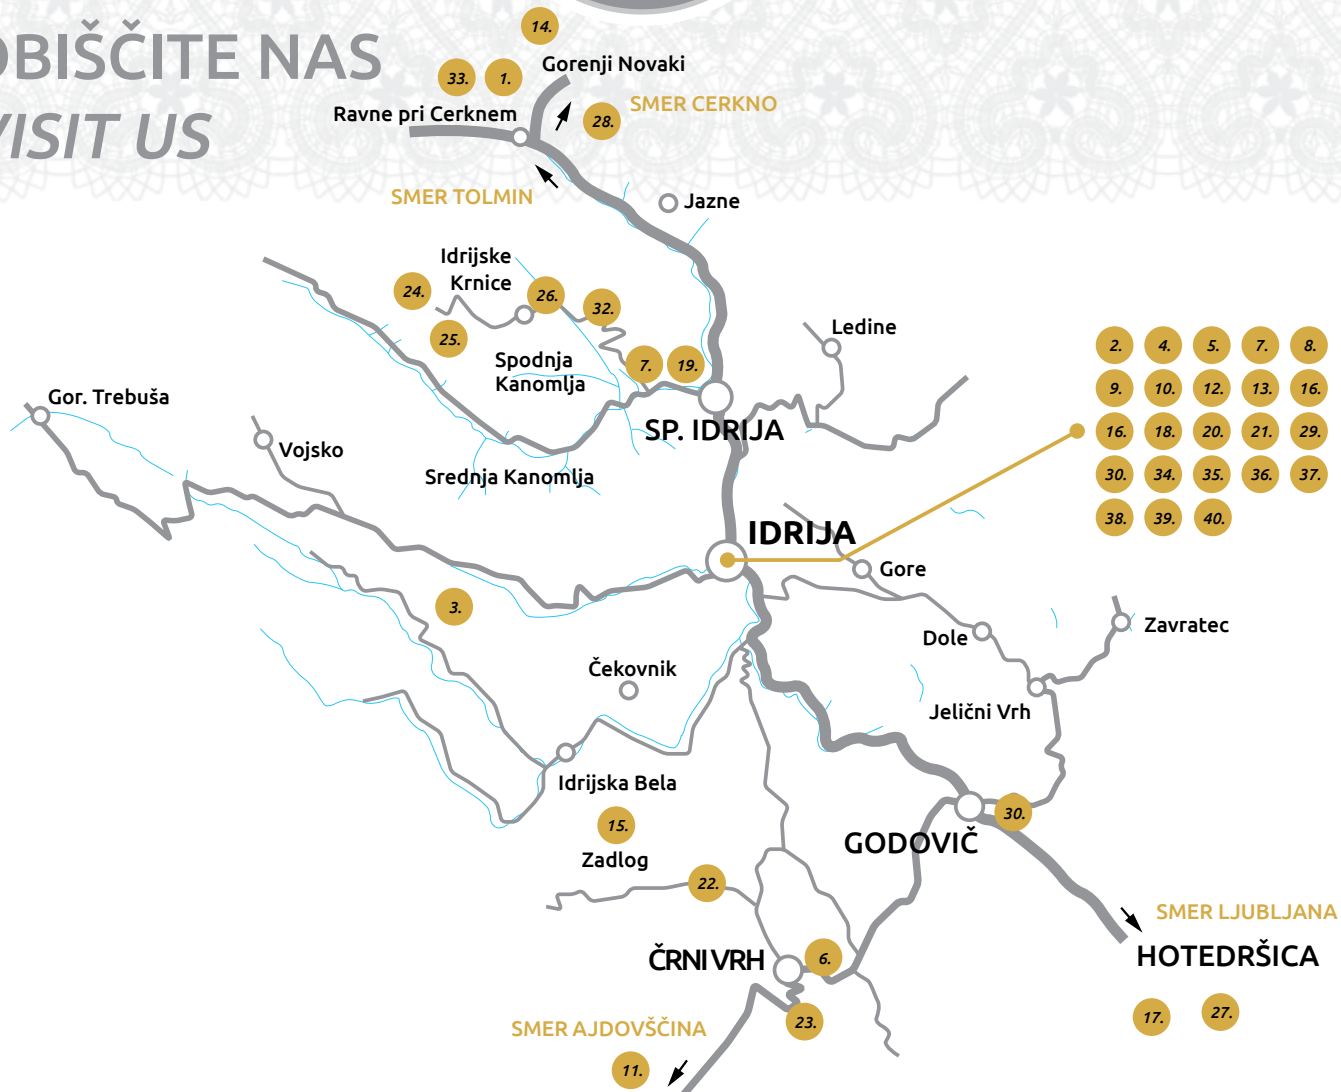 OBIŠČITE NAS
VISIT US
14.
Gorenji Novaki
33.
1.
Ravne pri Cerknem
28.
SMER CERKNO
SMER TOLMIN
Jazne
Idrijske
Krnice
24.
26.
32.
25.
Spodnja
Kanomlja
7.
19.
Ledine
SP. IDRIJA
Gor. Trebuša
Vojsko
Srednja Kanomlja
2. 4. 5. 7. 8.
9. 10. 12. 13. 16.
16. 18. 20. 21. 29.
30. 34. 35. 36. 37.
38. 39. 40.
IDRIJA
Gore
3.
Dole
Zavratec
Čekovnik
Jelični Vrh
Idrijska Bela
15.
Zadlog
30.
GODOVIČ
22.
SMER LJUBLJANA
HOTEDRŠICA
ČRNI VRH
6.
17.
27.
23.
SMER AJDOVŠČINA
11.